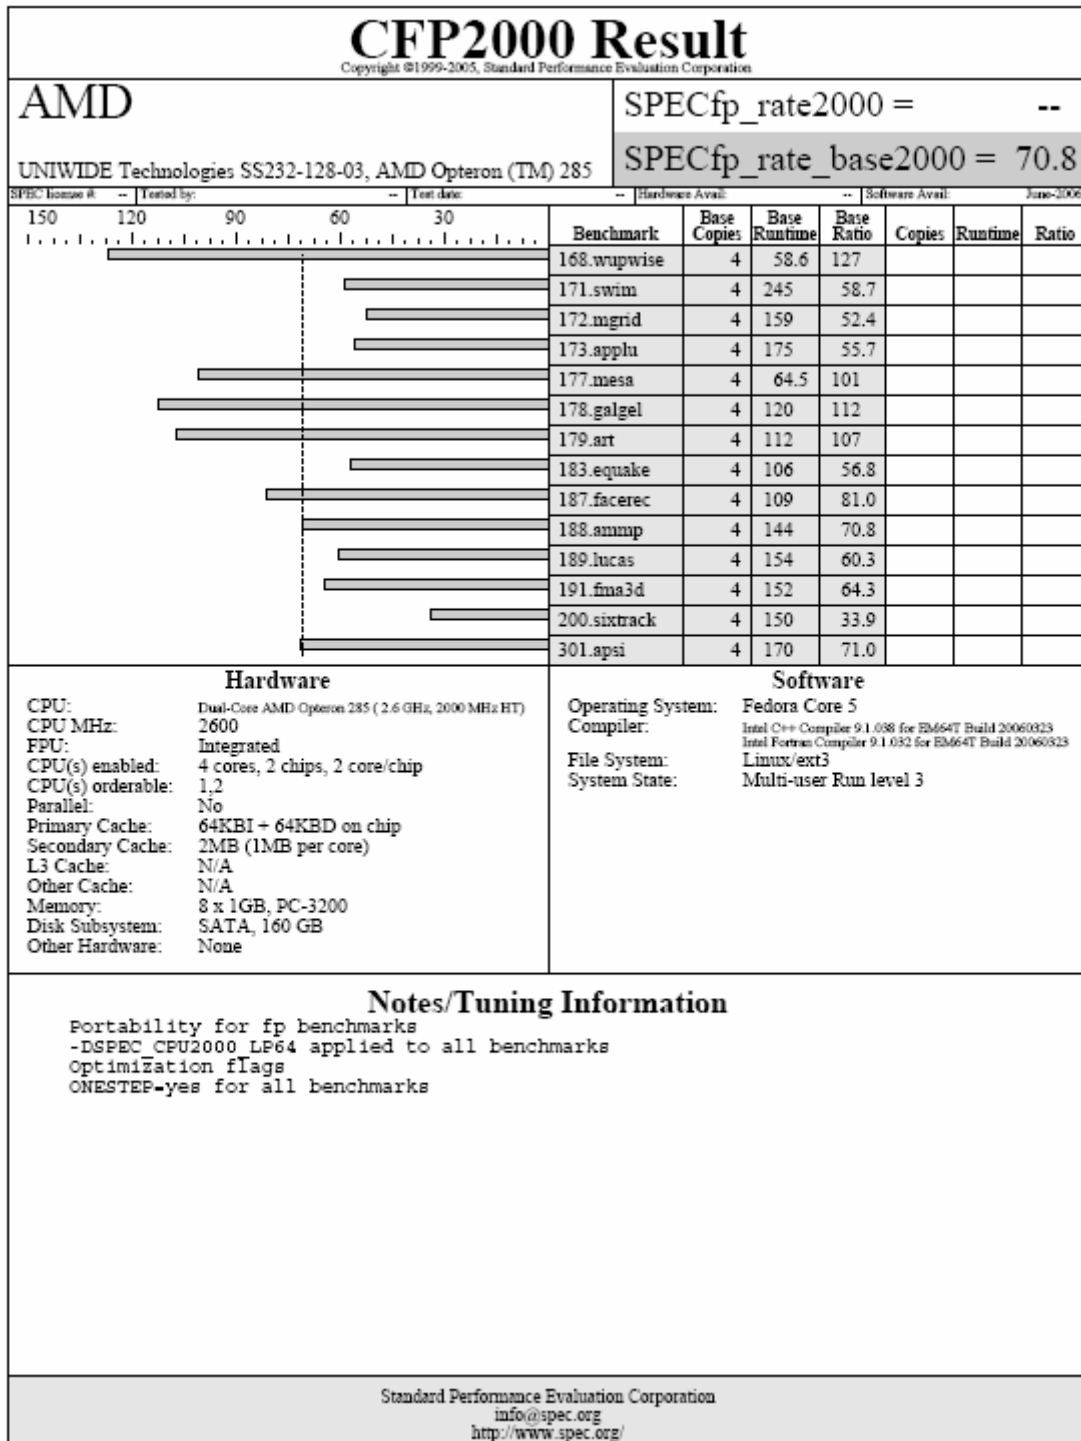 CFP2000 Result
Copyright ©1999-2005, Standard Performance Evaluation Corporation
AMD
UNIWIDE Technologies SS232-128-03, AMD Opteron (TM) 285
SPECfp_rate2000 = --
SPECfp_rate_base2000 = 70.8
SPEC license #: -- Tested by: -- Test date: -- Hardware Avail: -- Software Avail: June-2006
150 120 90 60 30
Benchmark Base Copies Base Runtime Base Ratio Copies Runtime Ratio
168.wupwise 4 58.6 127
171.swim 4 245 58.7
172.mgrid 4 159 52.4
173.applu 4 175 55.7
177.mesa 4 64.5 101
178.galgel 4 120 112
179.art 4 112 107
183.equake 4 106 56.8
187.facerec 4 109 81.0
188.ammp 4 144 70.8
189.lucas 4 154 60.3
191.fma3d 4 152 64.3
200.sixtrack 4 150 33.9
301.apsi 4 170 71.0
Hardware
CPU: Dual-Core AMD Opteron 285 ( 2.6 GHz, 2000 MHz HT)
CPU MHz: 2600
FPU: Integrated
CPU(s) enabled: 4 cores, 2 chips, 2 core/chip
CPU(s) orderable: 1,2
Parallel: No
Primary Cache: 64KBI + 64KBD on chip
Secondary Cache: 2MB (1MB per core)
L3 Cache: N/A
Other Cache: N/A
Memory: 8 x 1GB, PC-3200
Disk Subsystem: SATA, 160 GB
Other Hardware: None
Software
Operating System: Fedora Core 5
Compiler: Intel C++ Compiler 9.1.038 for EM64T Build 20060323
Intel Fortran Compiler 9.1.032 for EM64T Build 20060323
File System: Linux/ext3
System State: Multi-user Run level 3
Notes/Tuning Information
Portability for fp benchmarks
-DSPEC_CPU2000_LP64 applied to all benchmarks
Optimization flags
ONESTEP=yes for all benchmarks
Standard Performance Evaluation Corporation
info@spec.org
http://www.spec.org/